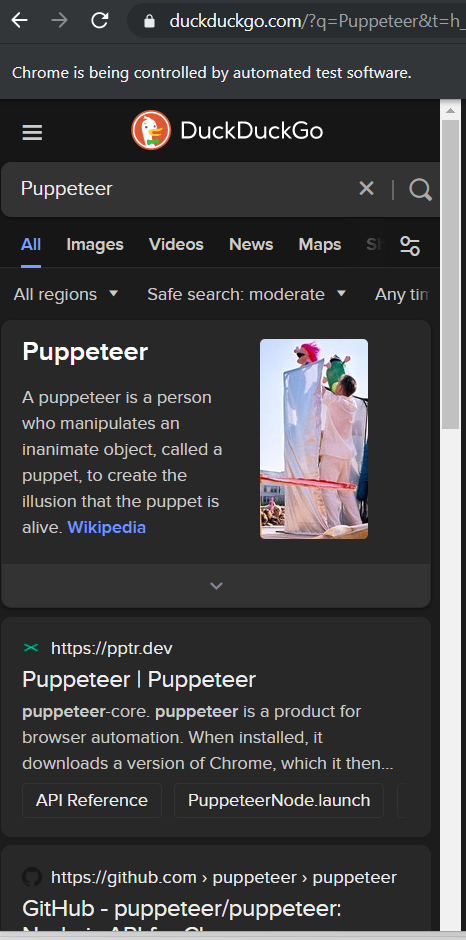 duckduckgo.com/?q=Puppeteer&t=h_
Chrome is being controlled by automated test software.
DuckDuckGo
Puppeteer
All Images Videos News Maps
All regions Safe search: moderate Any tim
Puppeteer
A puppeteer is a person
who manipulates an
inanimate object, called a
puppet, to create the
illusion that the puppet is
alive. Wikipedia
https://pptr.dev
Puppeteer | Puppeteer
puppeteer-core. puppeteer is a product for
browser automation. When installed, it
downloads a version of Chrome, which it then...
API Reference PuppeteerNode.launch
https://github.com › puppeteer › puppeteer
GitHub - puppeteer/puppeteer: